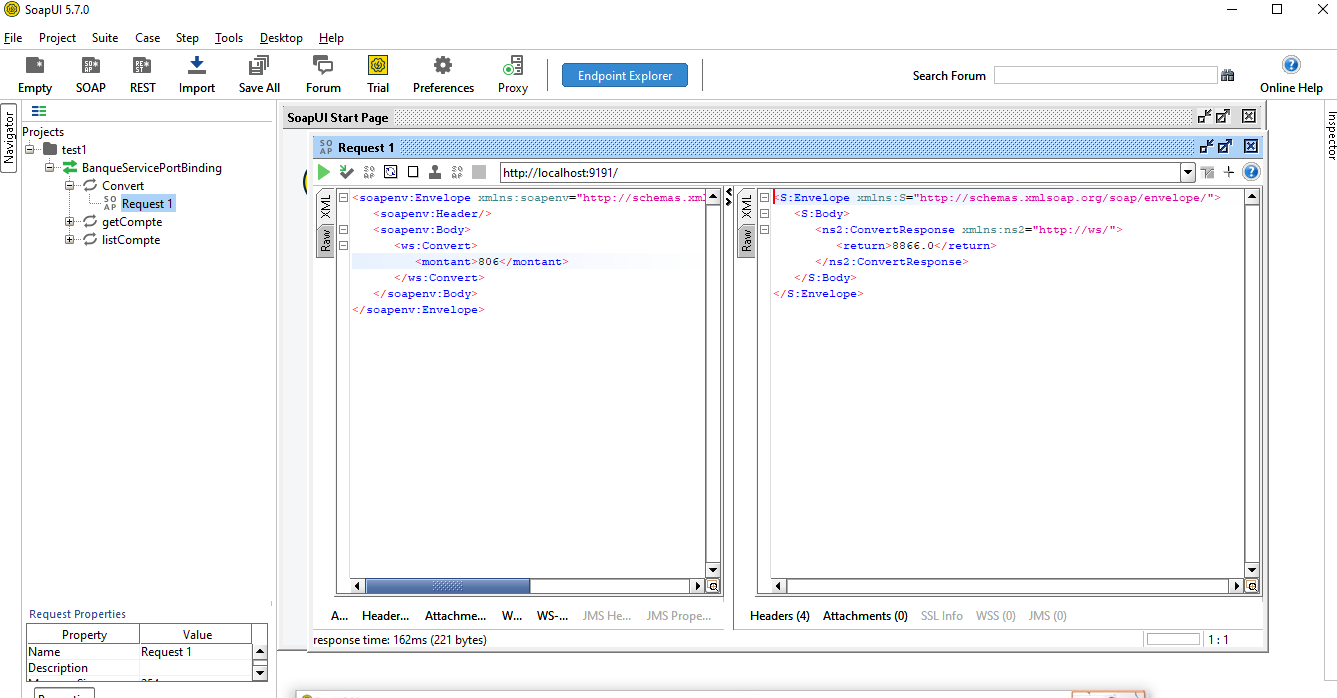 SoapUI 5.7.0
File Project Suite Case Step Tools Desktop Help
Empty SOAP REST Import Save All Forum Trial Preferences Proxy Endpoint Explorer Search Forum Online Help
Navigator
Inspector
Projects
test1
BanqueServicePortBinding
Convert
SO AP Request 1
getCompte
listCompte
SoapUI Start Page
SO AP Request 1
http://localhost:9191/
XML
Raw
<soapenv:Envelope xmlns:soapenv="http://schemas.xml
<soapenv:Header/>
<soapenv:Body>
<ws:Convert>
<montant>806</montant>
</ws:Convert>
</soapenv:Body>
</soapenv:Envelope>
XML
Raw
<S:Envelope xmlns:S="http://schemas.xmlsoap.org/soap/envelope/">
<S:Body>
<ns2:ConvertResponse xmlns:ns2="http://ws/">
<return>8866.0</return>
</ns2:ConvertResponse>
</S:Body>
</S:Envelope>
A... Header... Attachme... W... WS-... JMS He... JMS Prope...
Headers (4) Attachments (0) SSL Info WSS (0) JMS (0)
response time: 162ms (221 bytes)
1 : 1
Request Properties
Property Value
Name Request 1
Description